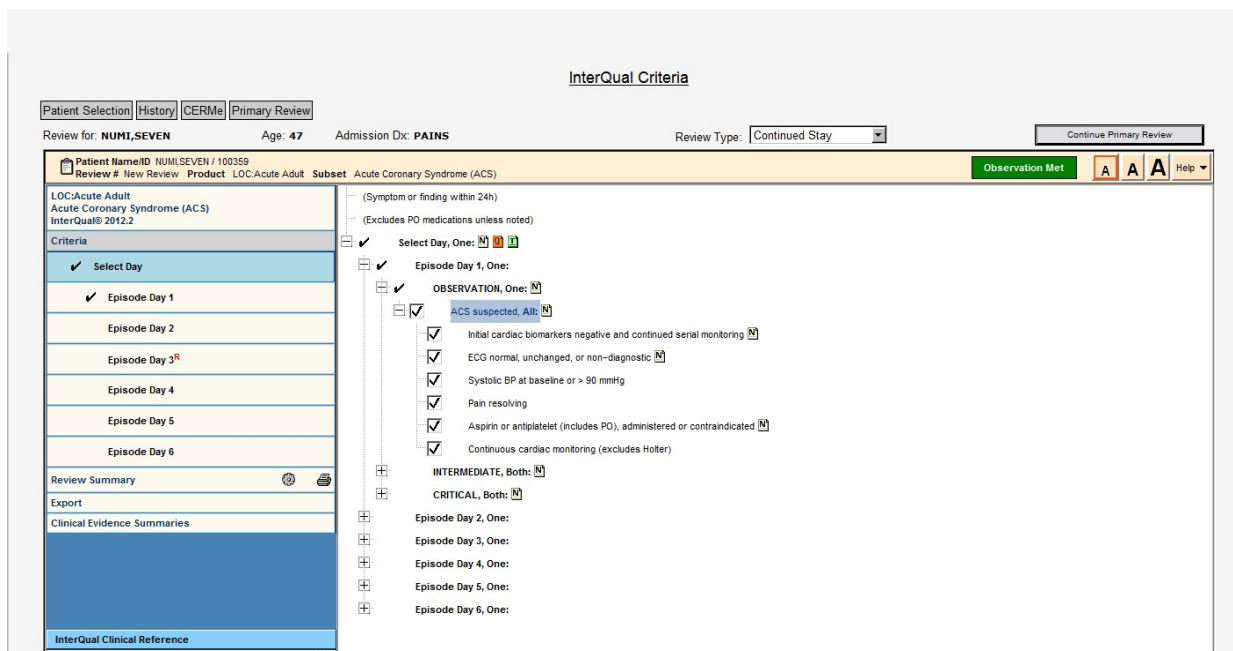 InterQual Criteria
Patient Selection History CERMe Primary Review
Review for: NUMI,SEVEN Age: 47 Admission Dx: PAINS Review Type: Continued Stay Continue Primary Review
Patient Name/ID NUMI,SEVEN / 100359
Review # New Review Product LOC:Acute Adult Subset Acute Coronary Syndrome (ACS)
Observation Met A A A Help
LOC:Acute Adult
Acute Coronary Syndrome (ACS)
InterQual® 2012.2
Criteria
Select Day
Episode Day 1
Episode Day 2
Episode Day 3R
Episode Day 4
Episode Day 5
Episode Day 6
Review Summary
Export
Clinical Evidence Summaries
InterQual Clinical Reference
(Symptom or finding within 24h)
(Excludes PO medications unless noted)
Select Day, One: N Q T
Episode Day 1, One:
OBSERVATION, One: N
ACS suspected, All: N
Initial cardiac biomarkers negative and continued serial monitoring N
ECG normal, unchanged, or non-diagnostic N
Systolic BP at baseline or > 90 mmHg
Pain resolving
Aspirin or antiplatelet (includes PO), administered or contraindicated N
Continuous cardiac monitoring (excludes Holter)
INTERMEDIATE, Both: N
CRITICAL, Both: N
Episode Day 2, One:
Episode Day 3, One:
Episode Day 4, One:
Episode Day 5, One:
Episode Day 6, One: